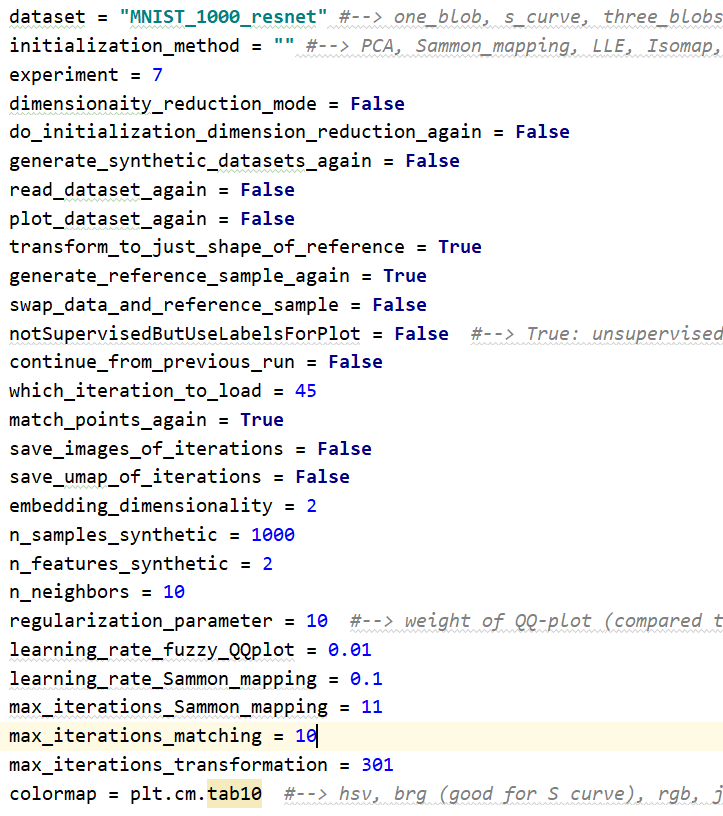 dataset = "MNIST_1000_resnet" #--> one_blob, s_curve, three_blobs
initialization_method = "" #--> PCA, Sammon_mapping, LLE, Isomap,
experiment = 7
dimensionaity_reduction_mode = False
do_initialization_dimension_reduction_again = False
generate_synthetic_datasets_again = False
read_dataset_again = False
plot_dataset_again = False
transform_to_just_shape_of_reference = True
generate_reference_sample_again = True
swap_data_and_reference_sample = False
notSupervisedButUseLabelsForPlot = False #--> True: unsupervised
continue_from_previous_run = False
which_iteration_to_load = 45
match_points_again = True
save_images_of_iterations = False
save_umap_of_iterations = False
embedding_dimensionality = 2
n_samples_synthetic = 1000
n_features_synthetic = 2
n_neighbors = 10
regularization_parameter = 10 #--> weight of QQ-plot (compared t
learning_rate_fuzzy_QQplot = 0.01
learning_rate_Sammon_mapping = 0.1
max_iterations_Sammon_mapping = 11
max_iterations_matching = 10
max_iterations_transformation = 301
colormap = plt.cm.tab10 #--> hsv, brg (good for S curve), rgb, j